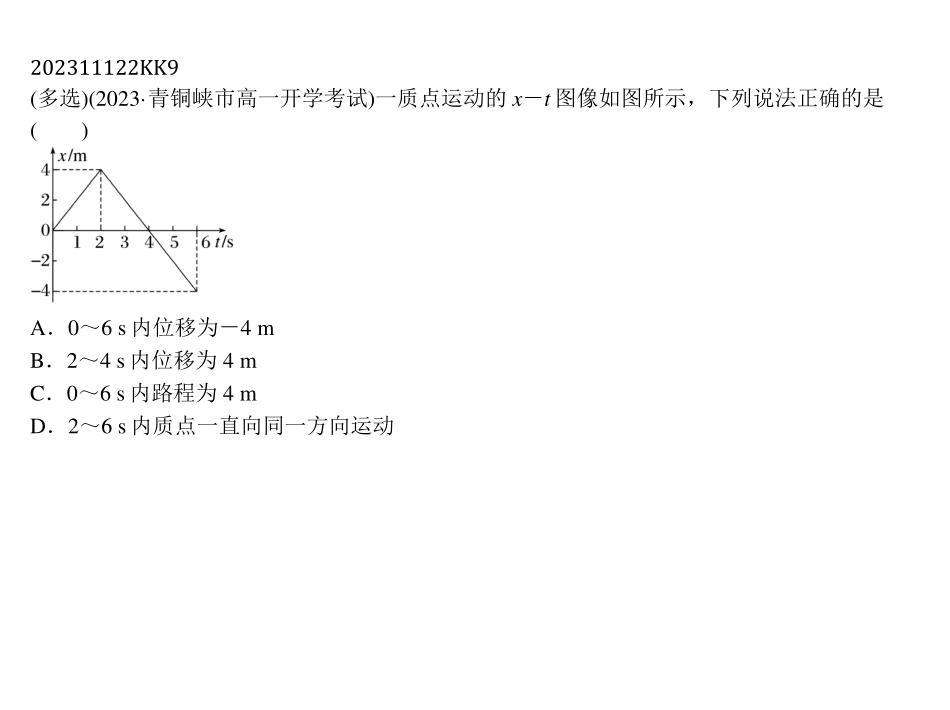 202311122KK9
(多选)(2023·青铜峡市高一开学考试)一质点运动的 x－t 图像如图所示，下列说法正确的是
(　　)
x/m
4
2
0
1 2 3 4 5 6 t/s
−2
−4
A．0～6 s 内位移为－4 m
B．2～4 s 内位移为 4 m
C．0～6 s 内路程为 4 m
D．2～6 s 内质点一直向同一方向运动